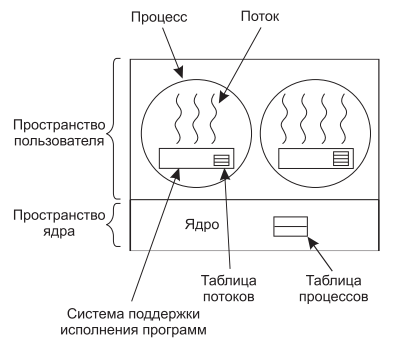 Процесс
Поток
Пространство
пользователя
Пространство
ядра
Ядро
Таблица
потоков
Таблица
процессов
Система поддержки
исполнения программ